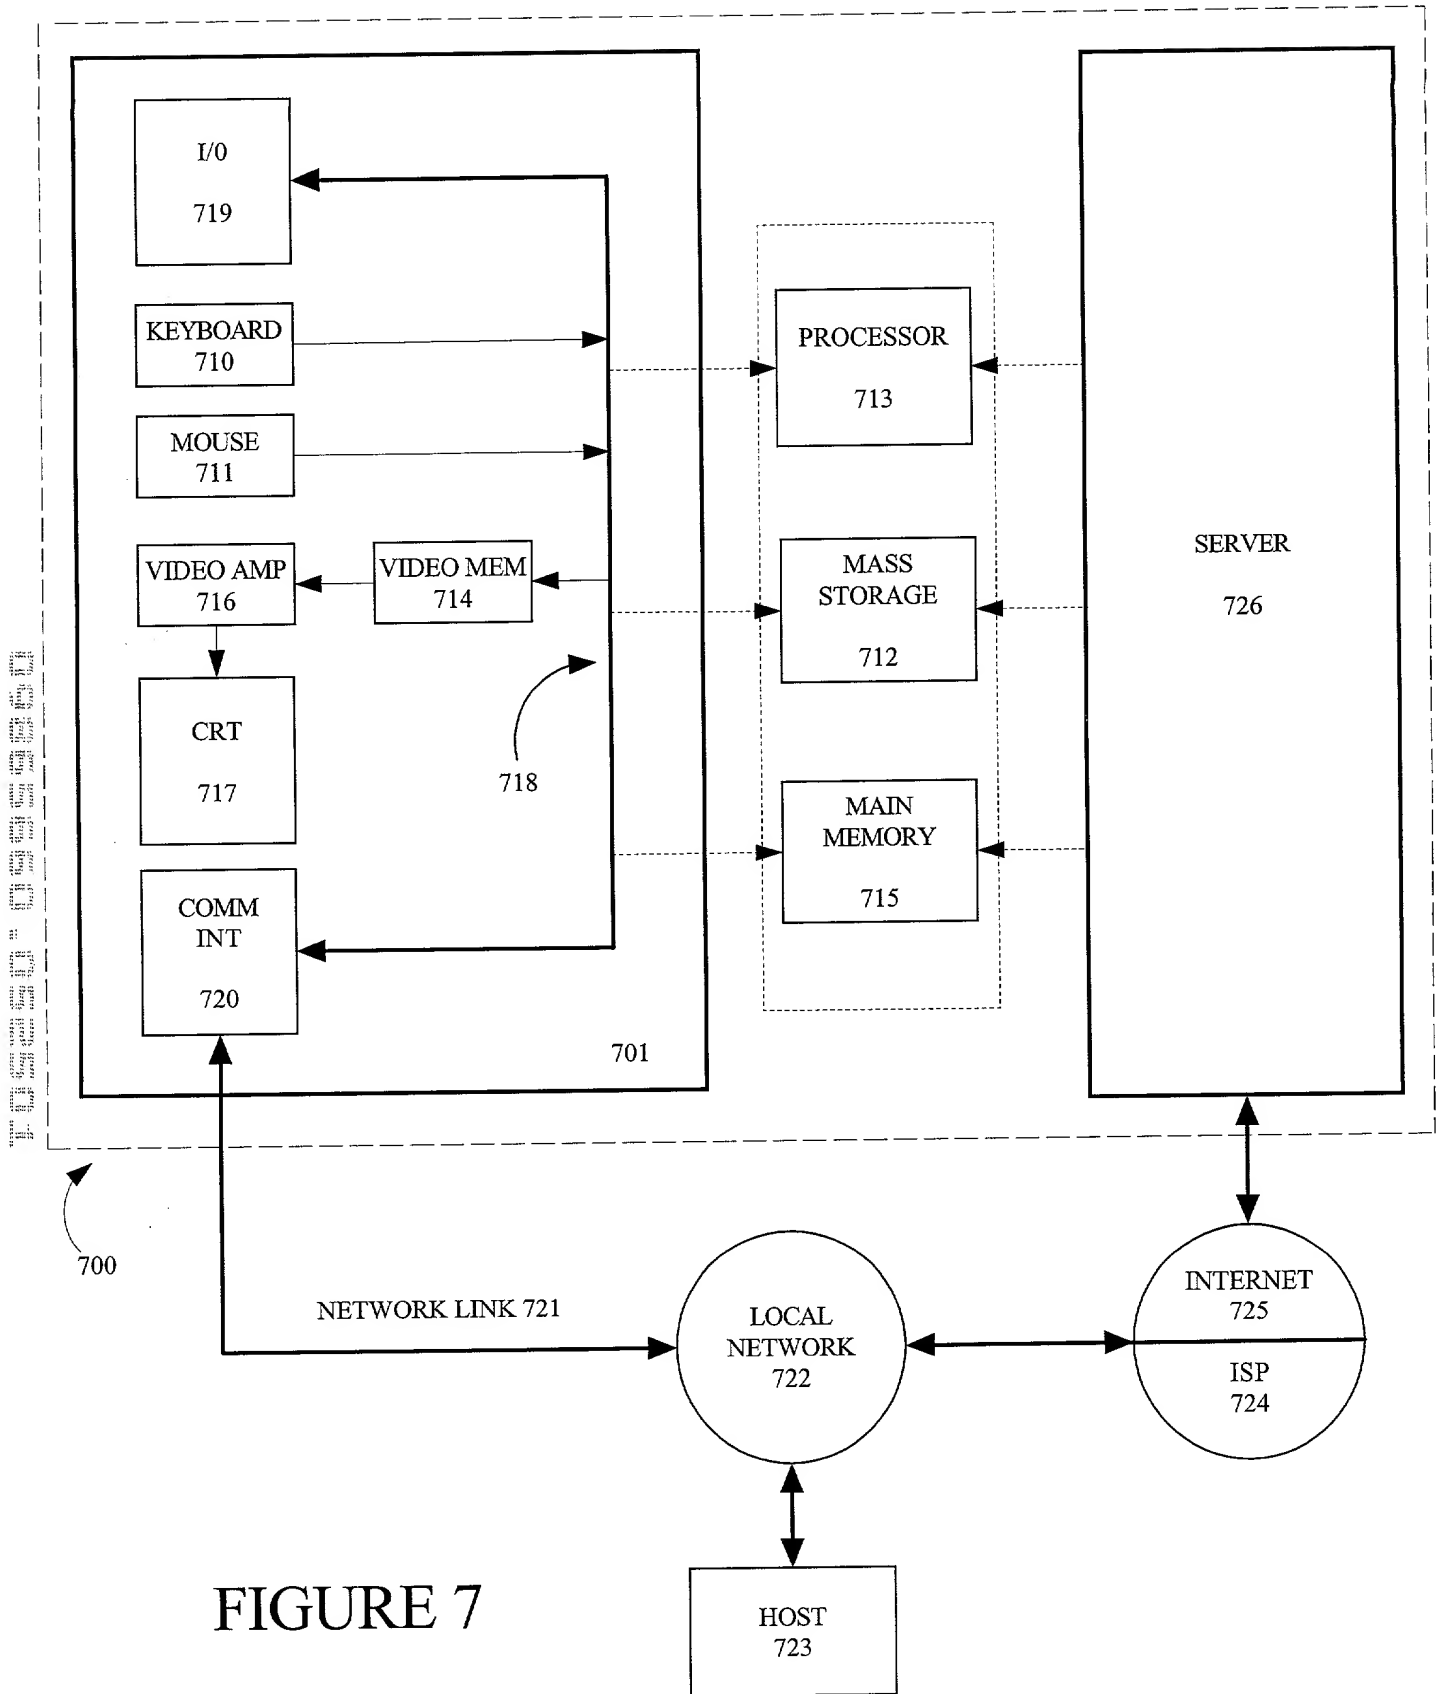 I/0
719
KEYBOARD
710
MOUSE
711
VIDEO AMP
716
VIDEO MEM
714
CRT
717
718
COMM
INT
720
701
PROCESSOR
713
MASS
STORAGE
712
MAIN
MEMORY
715
SERVER
726
700
NETWORK LINK 721
LOCAL
NETWORK
722
INTERNET
725
ISP
724
HOST
723
FIGURE 7